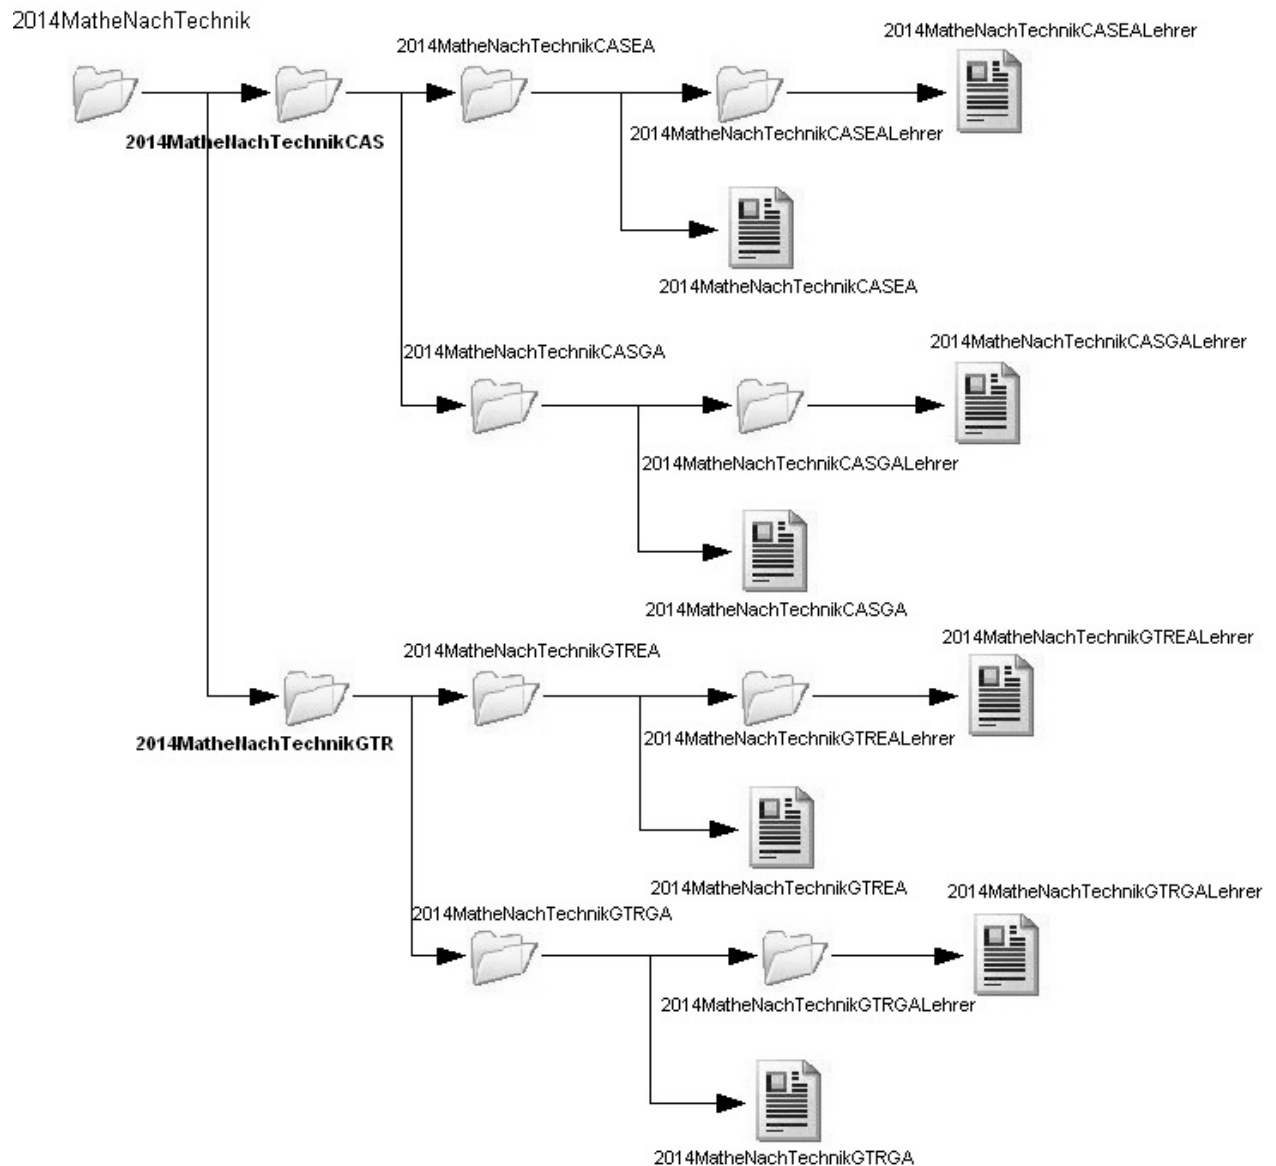 2014MatheNachTechnik
2014MatheNachTechnikCASEALehrer
2014MatheNachTechnikCASEA
2014MatheNachTechnikCASEALehrer
2014MatheNachTechnikCAS
2014MatheNachTechnikCASEA
2014MatheNachTechnikCASGALehrer
2014MatheNachTechnikCASGA
2014MatheNachTechnikCASGALehrer
2014MatheNachTechnikCASGA
2014MatheNachTechnikGTREALehrer
2014MatheNachTechnikGTREA
2014MatheNachTechnikGTREALehrer
2014MatheNachTechnikGTR
2014MatheNachTechnikGTREA
2014MatheNachTechnikGTRGALehrer
2014MatheNachTechnikGTRGA
2014MatheNachTechnikGTRGALehrer
2014MatheNachTechnikGTRGA